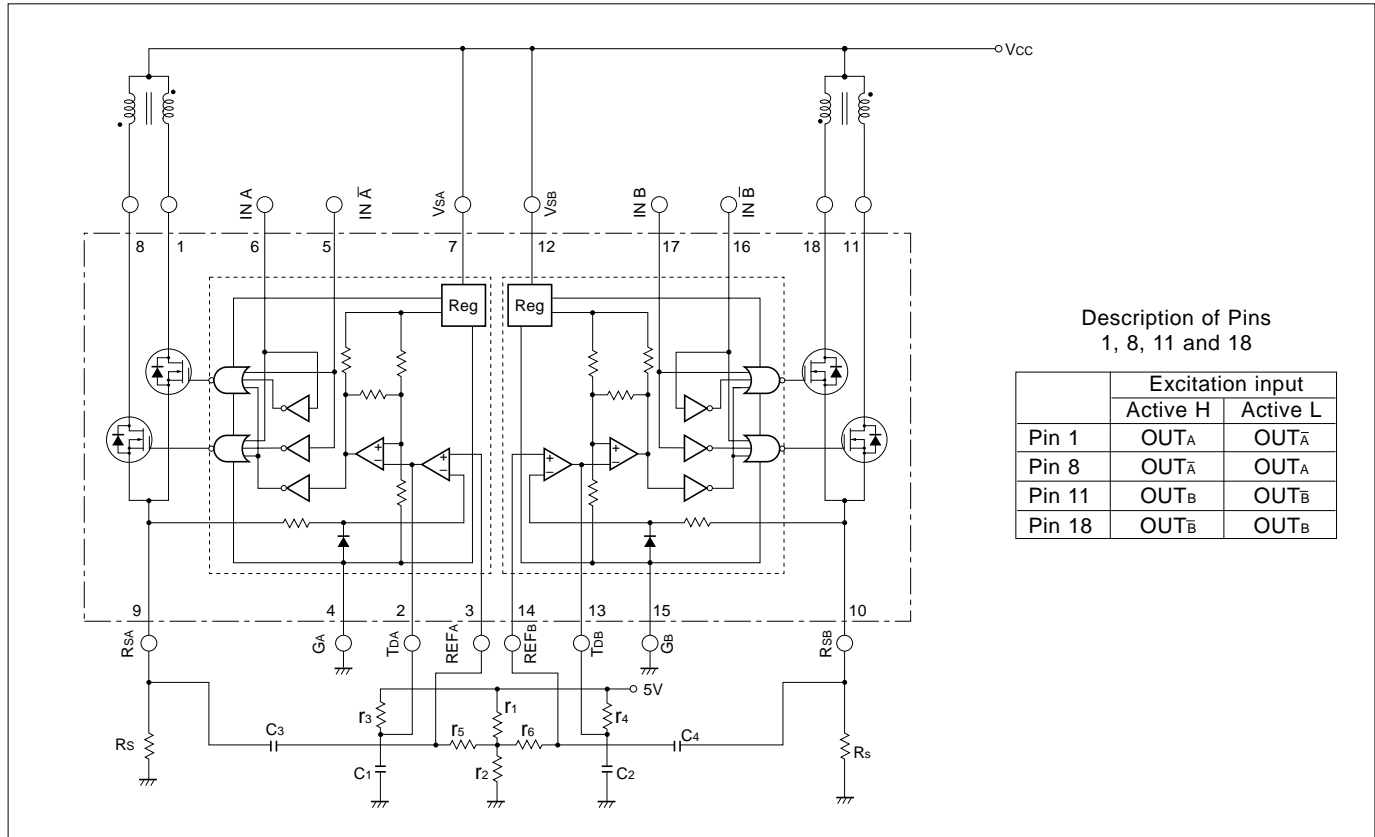 Vcc
IN A
IN A̅
VSA
VSB
IN B
IN B̅
8 1 6 5 7 12 17 16 18 11
Reg Reg
+ − + − + − + −
9 4 2 3 14 13 15 10
RSA
GA
TDA
REFA
REFB
TDB
GB
RSB
5V
r3 r1 r4
C3 r5 r6 C4
Rs C1 r2 C2 Rs
Description of Pins
1, 8, 11 and 18
Excitation input
Active H Active L
Pin 1 OUTA OUTA̅
Pin 8 OUTA̅ OUTA
Pin 11 OUTB OUTB̅
Pin 18 OUTB̅ OUTB